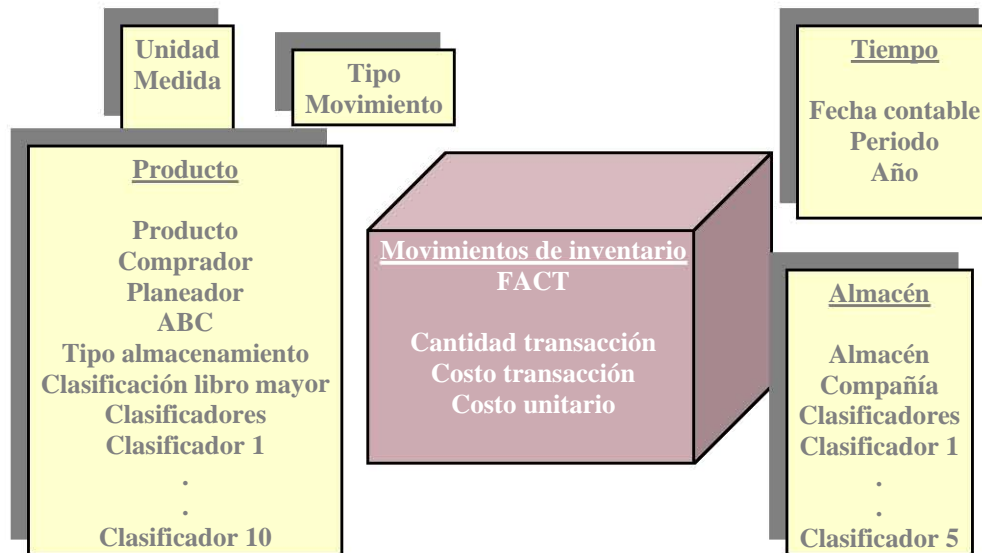 Unidad
Medida
Tipo
Movimiento
Tiempo
Fecha contable
Periodo
Año
Producto
Producto
Comprador
Planeador
ABC
Tipo almacenamiento
Clasificación libro mayor
Clasificadores
Clasificador 1
.
.
Clasificador 10
Movimientos de inventario
FACT
Cantidad transacción
Costo transacción
Costo unitario
Almacén
Almacén
Compañía
Clasificadores
Clasificador 1
.
.
Clasificador 5